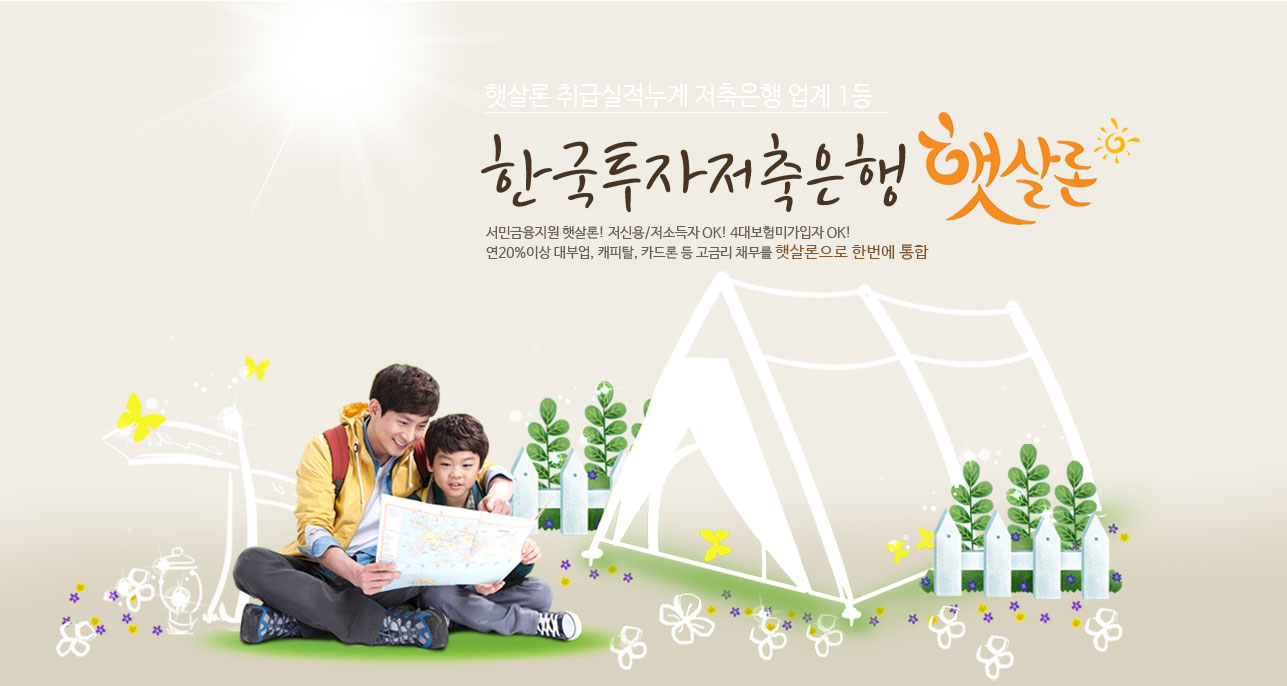 햇살론 취급실적누계 저축은행 업계 1등
한국투자저축은행 햇살론
서민금융지원 햇살론! 저신용/저소득자 OK! 4대보험미가입자 OK!
연20%이상 대부업, 캐피탈, 카드론 등 고금리 채무를 햇살론으로 한번에 통합